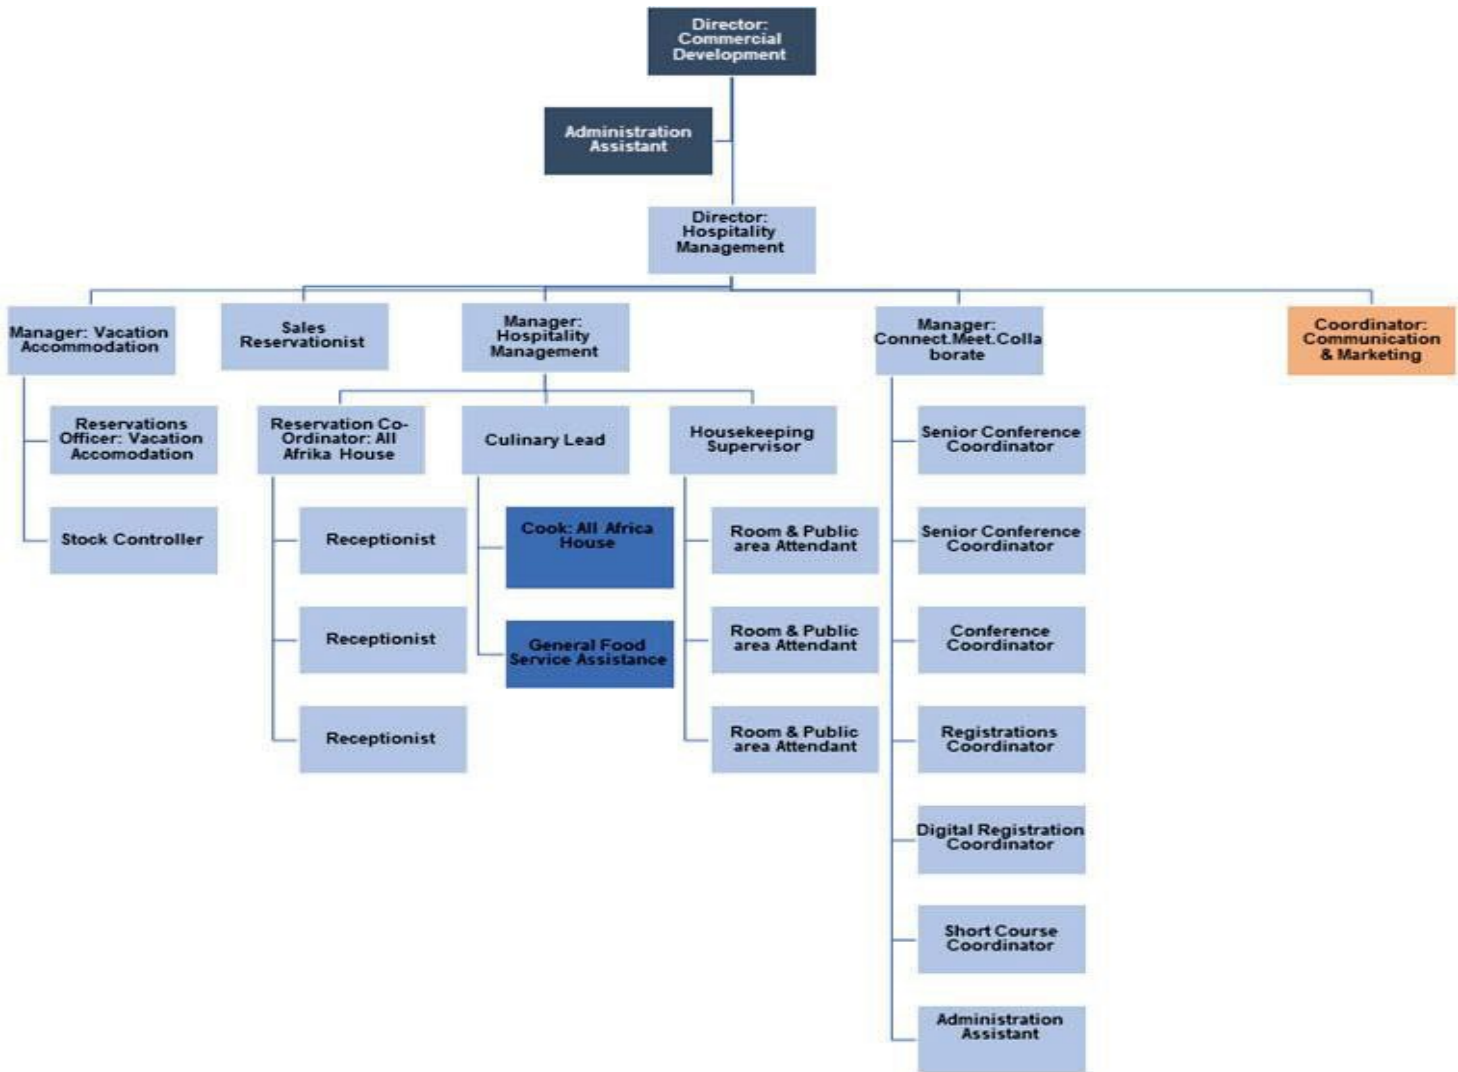 Director:
Commercial
Development
Administration
Assistant
Director:
Hospitality
Management
Manager: Vacation
Accommodation
Sales
Reservationist
Manager:
Hospitality
Management
Manager:
Connect.Meet.Colla
borate
Coordinator:
Communication
& Marketing
Reservations
Officer: Vacation
Accomodation
Reservation Co-
Ordinator: All
Afrika House
Culinary Lead
Housekeeping
Supervisor
Senior Conference
Coordinator
Stock Controller
Receptionist
Cook: All Africa
House
Room & Public
area Attendant
Senior Conference
Coordinator
Receptionist
General Food
Service Assistance
Room & Public
area Attendant
Conference
Coordinator
Receptionist
Room & Public
area Attendant
Registrations
Coordinator
Digital Registration
Coordinator
Short Course
Coordinator
Administration
Assistant